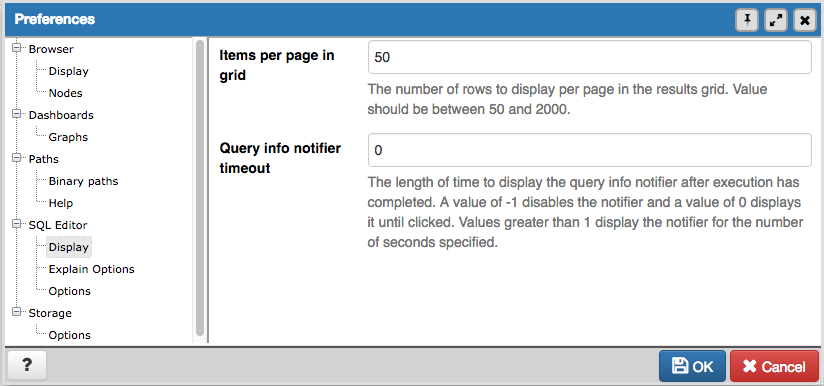 Preferences
Browser
Display
Nodes
Dashboards
Graphs
Paths
Binary paths
Help
SQL Editor
Display
Explain Options
Options
Storage
Options
Items per page in
grid
50
The number of rows to display per page in the results grid. Value
should be between 50 and 2000.
Query info notifier
timeout
0
The length of time to display the query info notifier after execution has
completed. A value of -1 disables the notifier and a value of 0 displays
it until clicked. Values greater than 1 display the notifier for the number
of seconds specified.
?
OK
Cancel